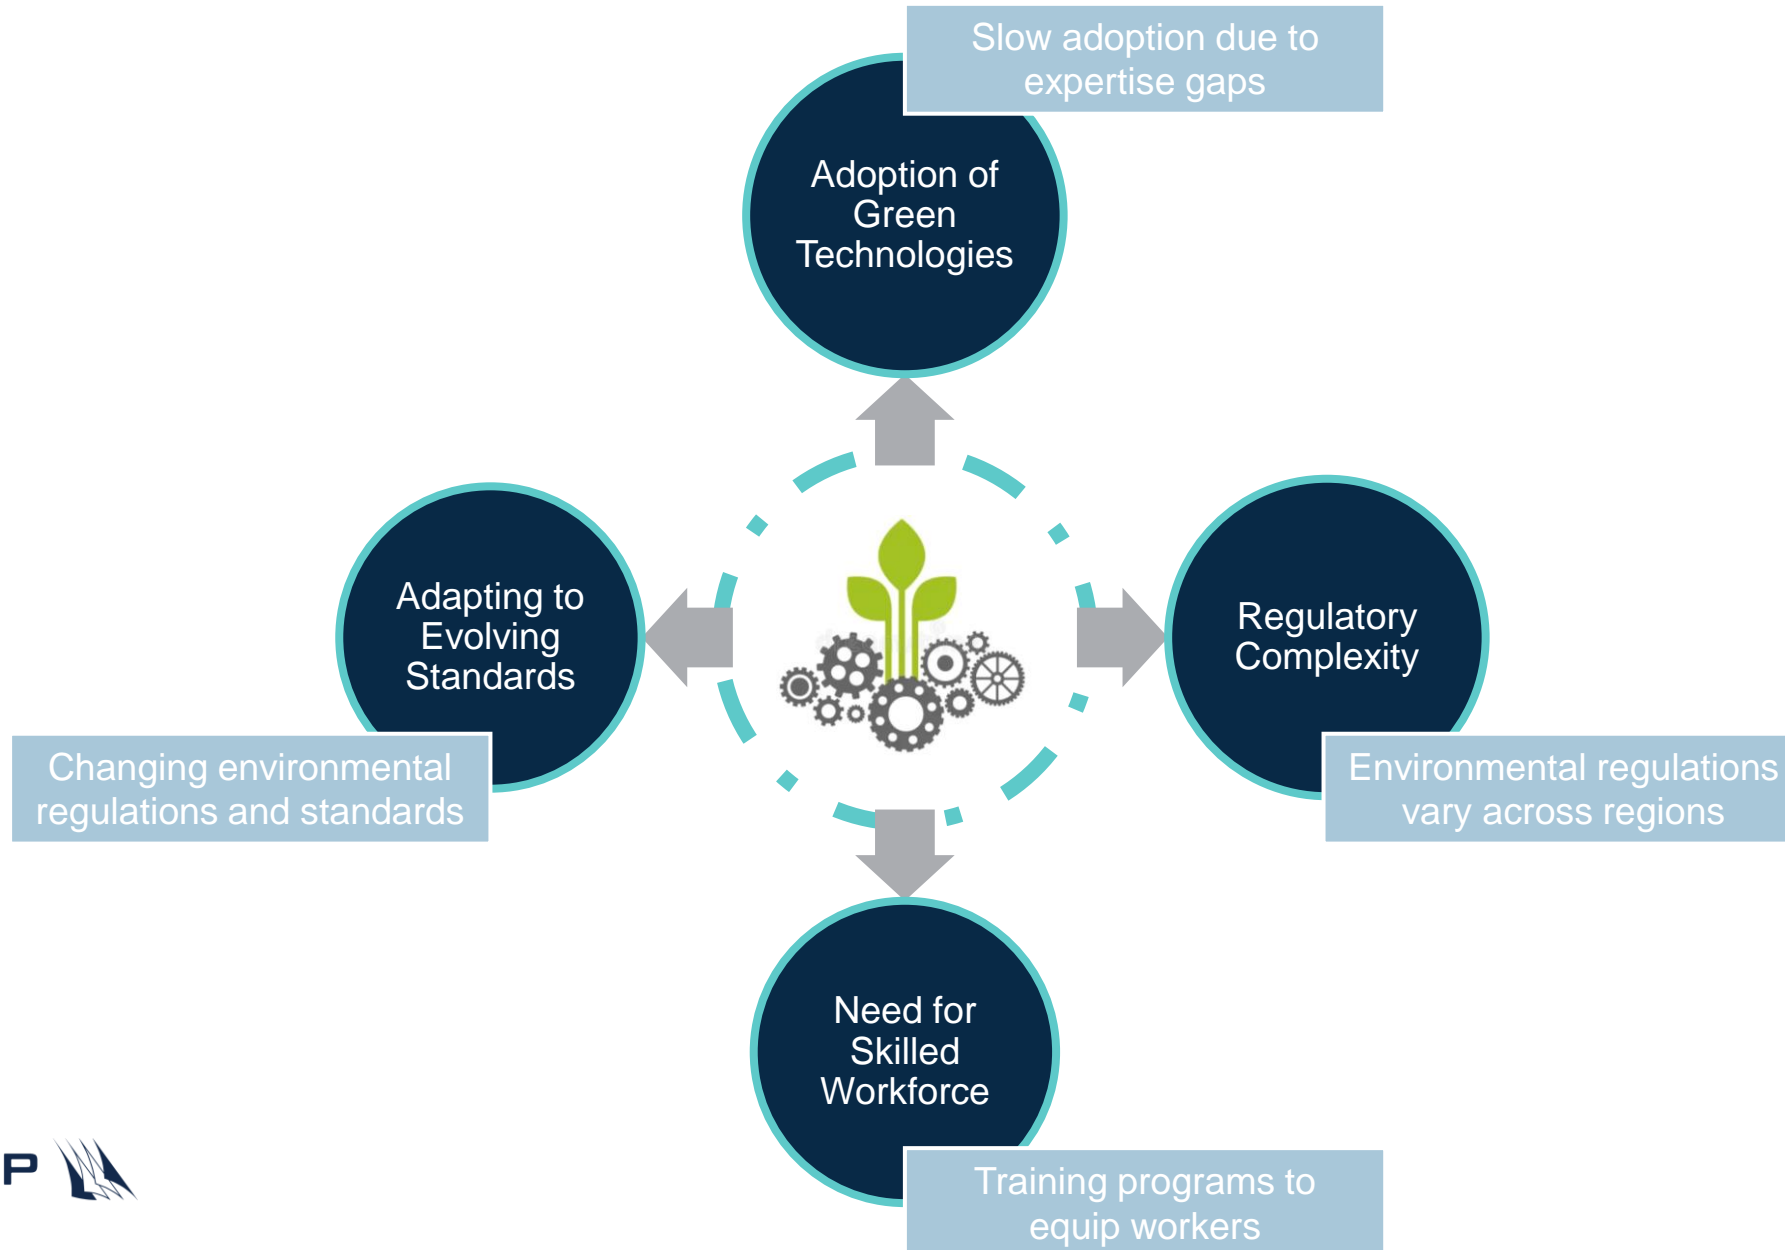 Slow adoption due to
expertise gaps
Adoption of
Green
Technologies
Adapting to
Evolving
Standards
Changing environmental
regulations and standards
Regulatory
Complexity
Environmental regulations
vary across regions
Need for
Skilled
Workforce
Training programs to
equip workers
P